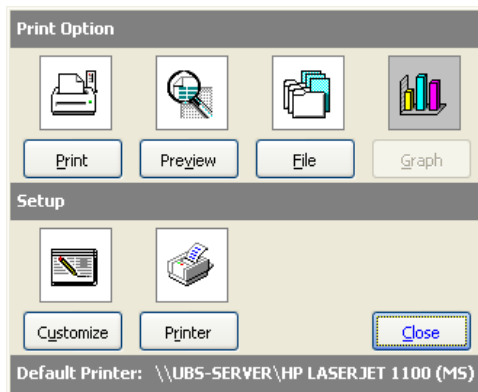 Print Option
Print Preview File Graph
Setup
Customize Printer Close
Default Printer: \\UBS-SERVER\HP LASERJET 1100 (MS)